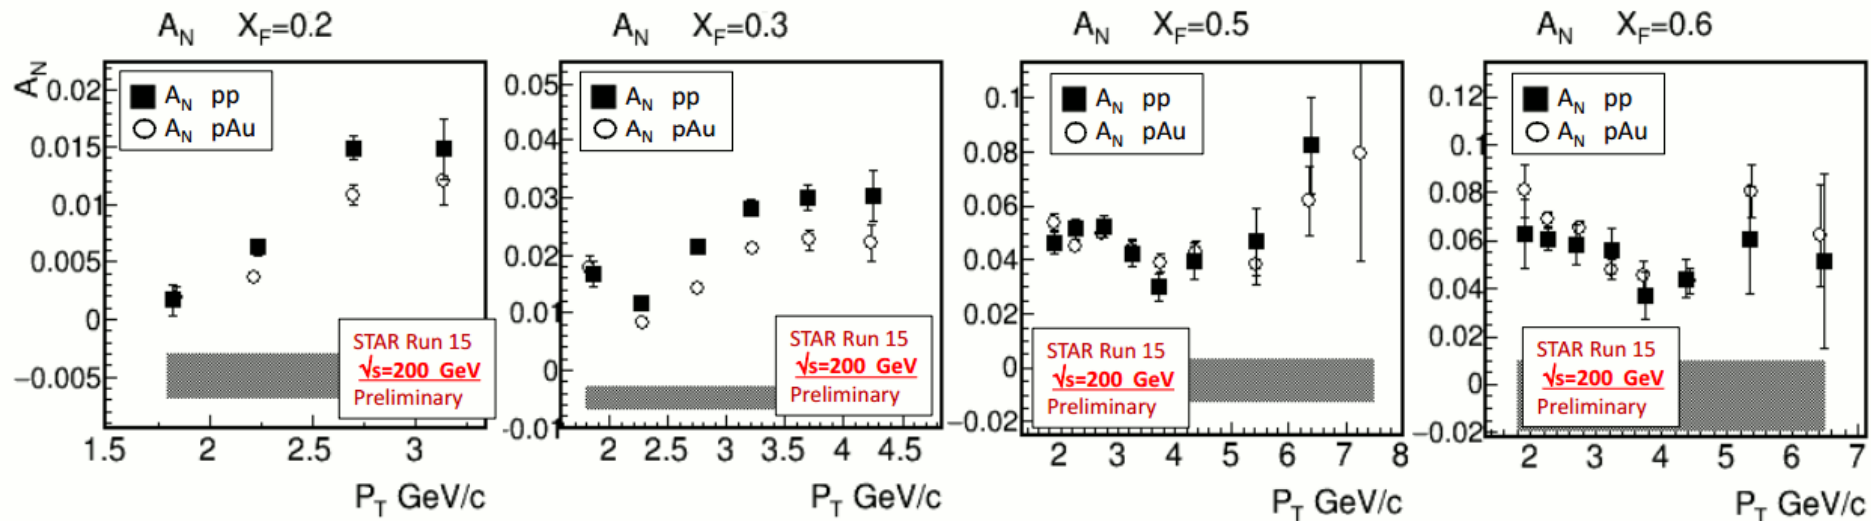 A_N X_F=0.2
A_N
0.02
0.015
0.01
0.005
0
−0.005
A_N pp
A_N pAu
STAR Run 15
√s=200 GeV
Preliminary
1.5 2 2.5 3
P_T GeV/c
A_N X_F=0.3
0.05
0.04
0.03
0.02
0.01
0
-0.01
A_N pp
A_N pAu
STAR Run 15
√s=200 GeV
Preliminary
2 2.5 3 3.5 4 4.5
P_T GeV/c
A_N X_F=0.5
0.1
0.08
0.06
0.04
0.02
0
−0.02
A_N pp
A_N pAu
STAR Run 15
√s=200 GeV
Preliminary
2 3 4 5 6 7 8
P_T GeV/c
A_N X_F=0.6
0.12
0.1
0.08
0.06
0.04
0.02
0
−0.02
A_N pp
A_N pAu
STAR Run 15
√s=200 GeV
Preliminary
2 3 4 5 6 7
P_T GeV/c